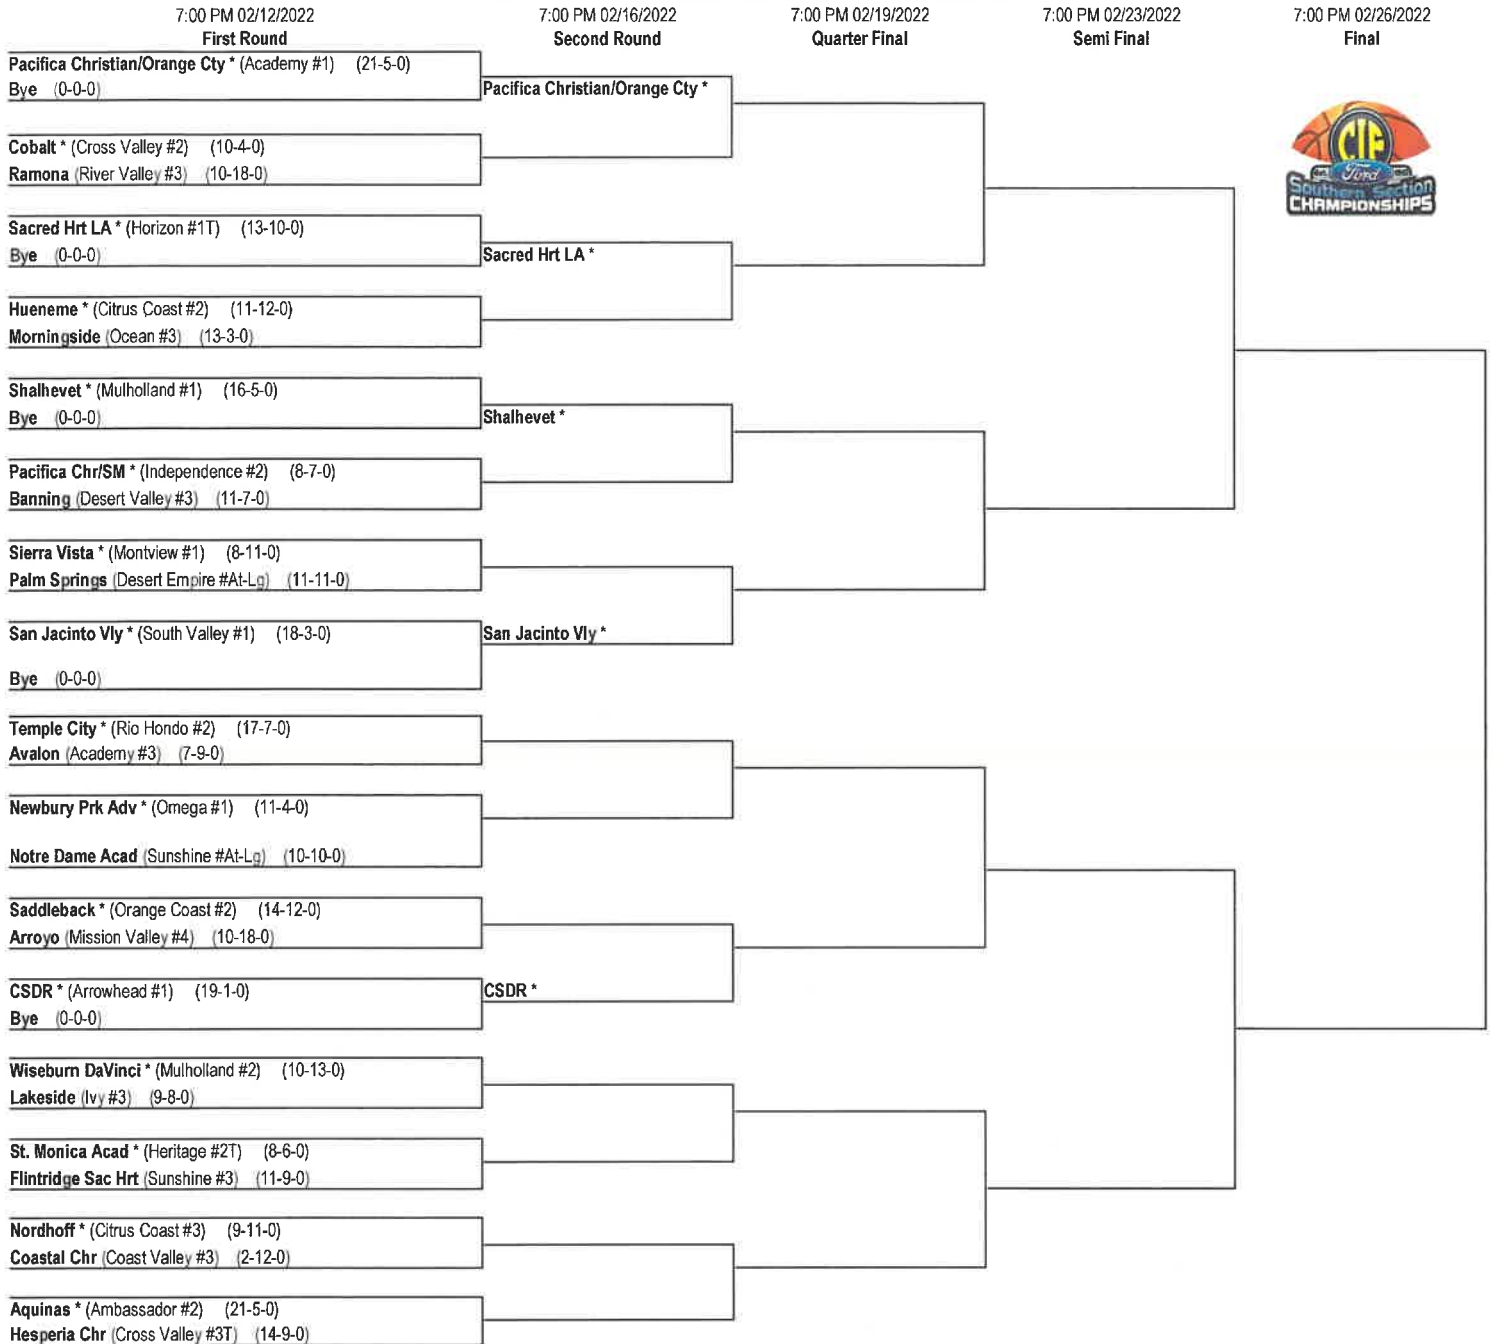 7:00 PM 02/12/2022 7:00 PM 02/16/2022 7:00 PM 02/19/2022 7:00 PM 02/23/2022 7:00 PM 02/26/2022
First Round Second Round Quarter Final Semi Final Final
Pacifica Christian/Orange Cty * (Academy #1) (21-5-0)
Bye (0-0-0)
Pacifica Christian/Orange Cty *
Cobalt * (Cross Valley #2) (10-4-0)
Ramona (River Valley #3) (10-18-0)
Sacred Hrt LA * (Horizon #1T) (13-10-0)
Bye (0-0-0)
Sacred Hrt LA *
Hueneme * (Citrus Coast #2) (11-12-0)
Morningside (Ocean #3) (13-3-0)
Shalhevet * (Mulholland #1) (16-5-0)
Bye (0-0-0)
Shalhevet *
Pacifica Chr/SM * (Independence #2) (8-7-0)
Banning (Desert Valley #3) (11-7-0)
Sierra Vista * (Montview #1) (8-11-0)
Palm Springs (Desert Empire #At-Lg) (11-11-0)
San Jacinto Vly * (South Valley #1) (18-3-0)
San Jacinto Vly *
Bye (0-0-0)
Temple City * (Rio Hondo #2) (17-7-0)
Avalon (Academy #3) (7-9-0)
Newbury Prk Adv * (Omega #1) (11-4-0)
Notre Dame Acad (Sunshine #At-Lg) (10-10-0)
Saddleback * (Orange Coast #2) (14-12-0)
Arroyo (Mission Valley #4) (10-18-0)
CSDR * (Arrowhead #1) (19-1-0)
CSDR *
Bye (0-0-0)
Wiseburn DaVinci * (Mulholland #2) (10-13-0)
Lakeside (Ivy #3) (9-8-0)
St. Monica Acad * (Heritage #2T) (8-6-0)
Flintridge Sac Hrt (Sunshine #3) (11-9-0)
Nordhoff * (Citrus Coast #3) (9-11-0)
Coastal Chr (Coast Valley #3) (2-12-0)
Aquinas * (Ambassador #2) (21-5-0)
Hesperia Chr (Cross Valley #3T) (14-9-0)
CIF
Ford
Southern Section
CHAMPIONSHIPS